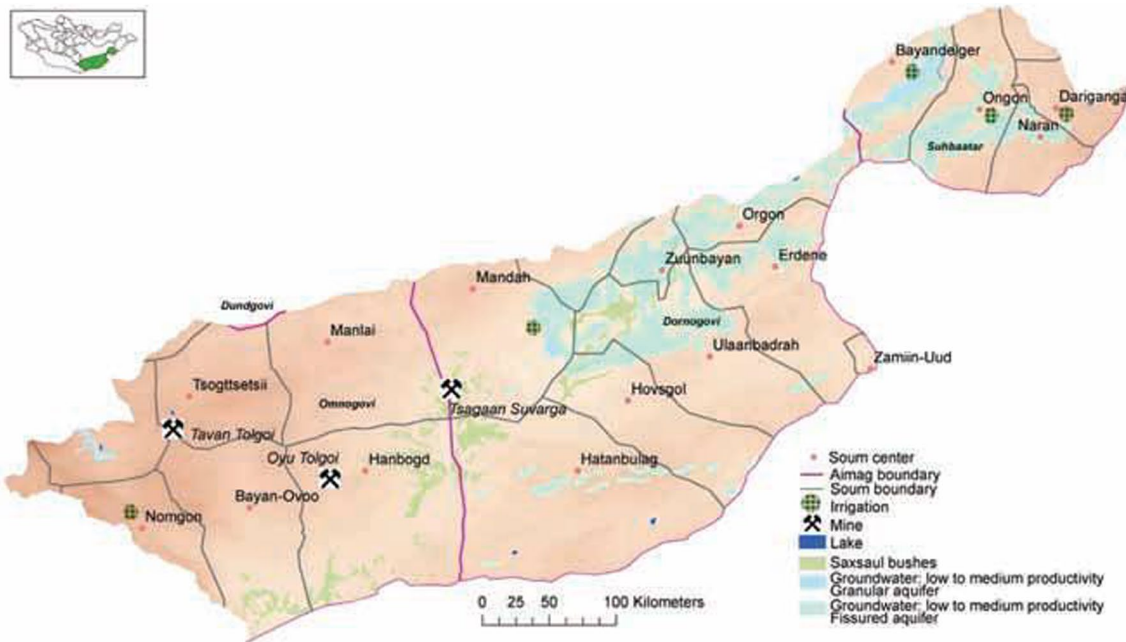 Bayandelger
Ongon
Dariganga
Naran
Suhbaatar
Orgon
Zuunbayan
Erdene
Mandah
Dundgovi
Dornogovi
Manlai
Ulaanbadrah
Zamiin-Uud
Tsogttsetsii
Omnogovi
Tsagaan Suvarga
Hovsgol
Tavan Tolgoi
Oyu Tolgoi
Hanbogd
Hatanbulag
Bayan-Ovoo
Nomgon
Soum center
Aimag boundary
Soum boundary
Irrigation
Mine
Lake
Saxsaul bushes
Groundwater: low to medium productivity
Granular aquifer
Groundwater: low to medium productivity
Fissured aquifer
0 25 50 100 Kilometers